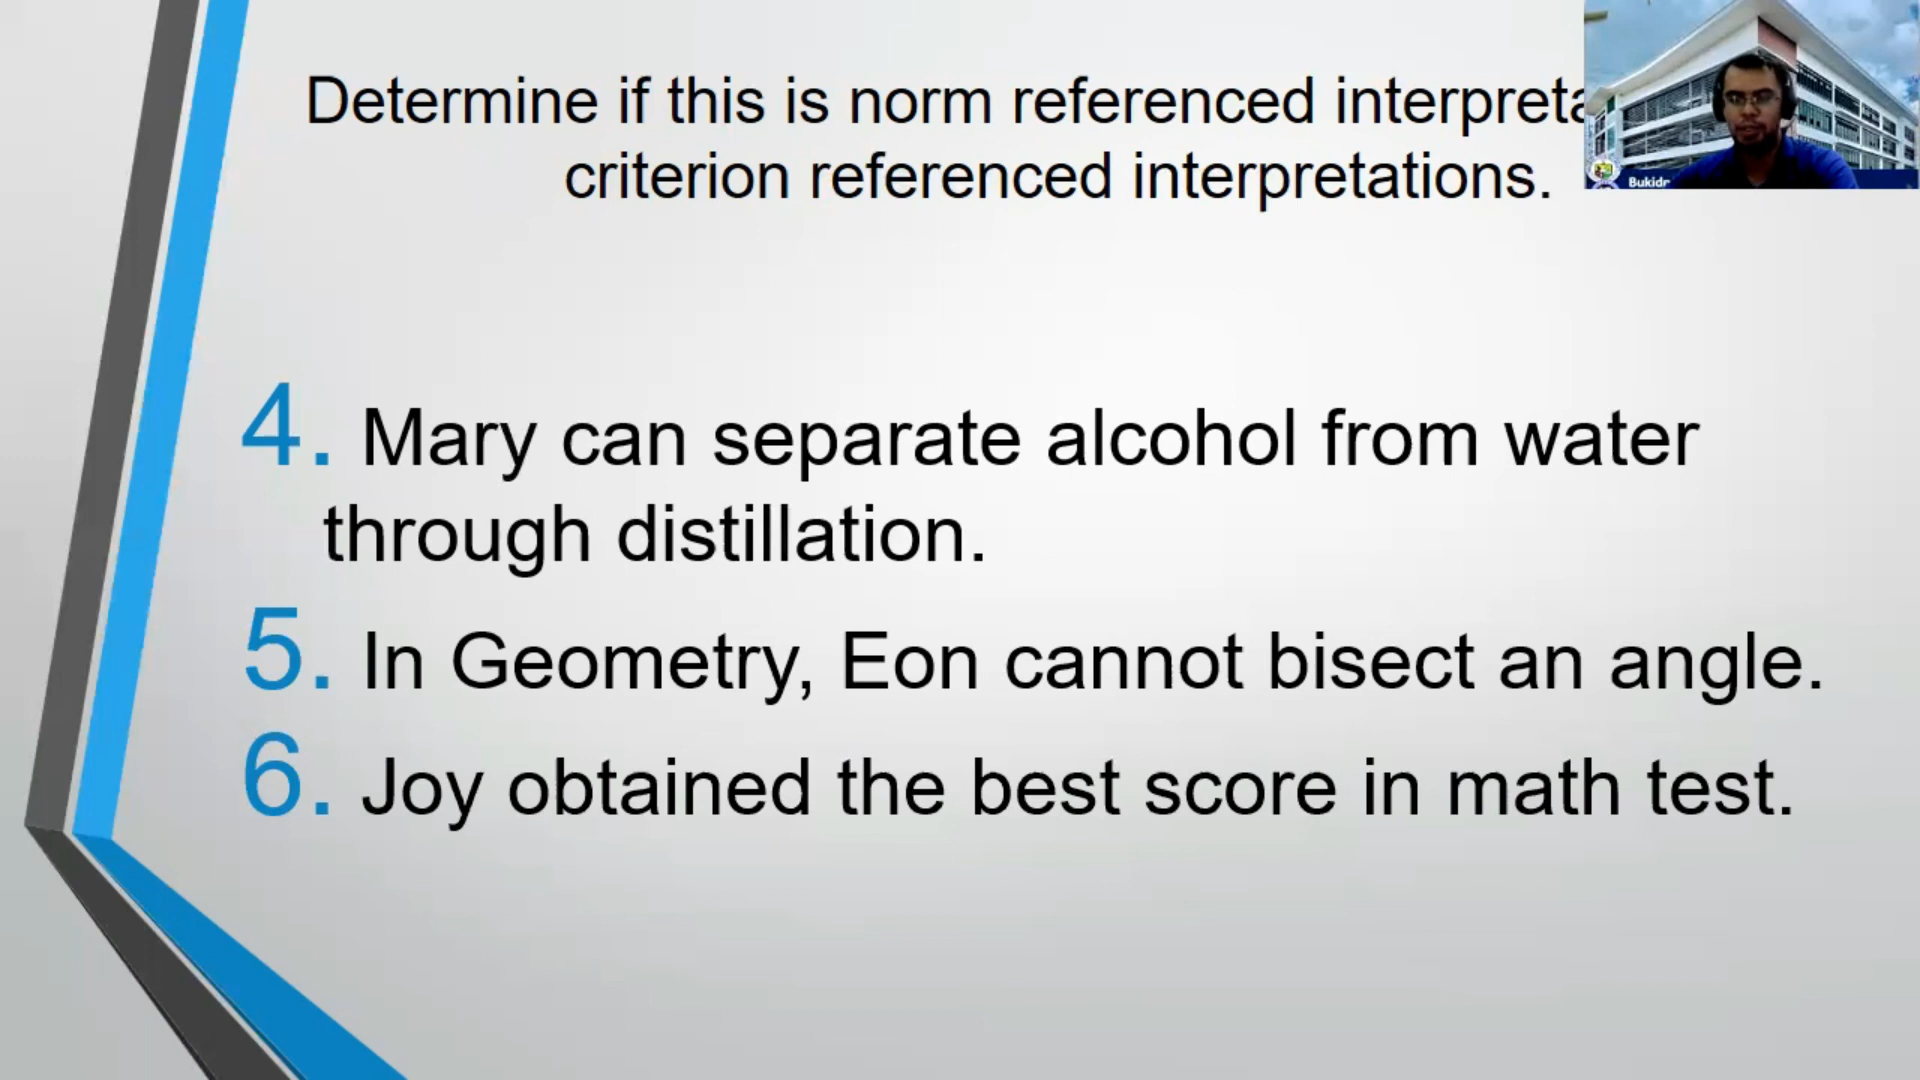 Determine if this is norm referenced interpreta
criterion referenced interpretations.
4. Mary can separate alcohol from water
through distillation.
5. In Geometry, Eon cannot bisect an angle.
6. Joy obtained the best score in math test.
Bukidn